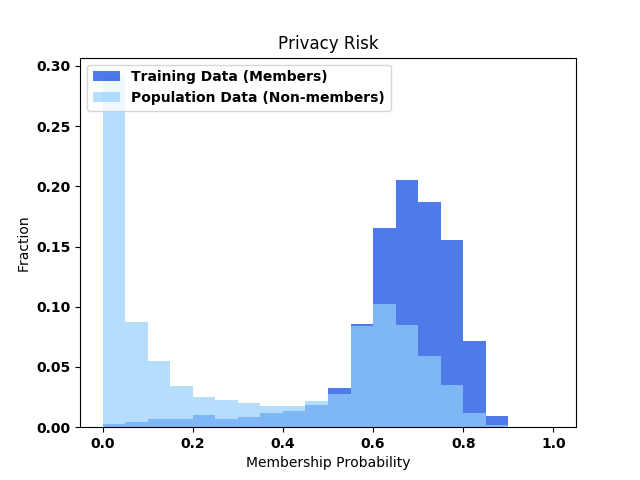 Privacy Risk
Training Data (Members)
Population Data (Non-members)
0.30
0.25
0.20
0.15
0.10
0.05
0.00
Fraction
0.0 0.2 0.4 0.6 0.8 1.0
Membership Probability